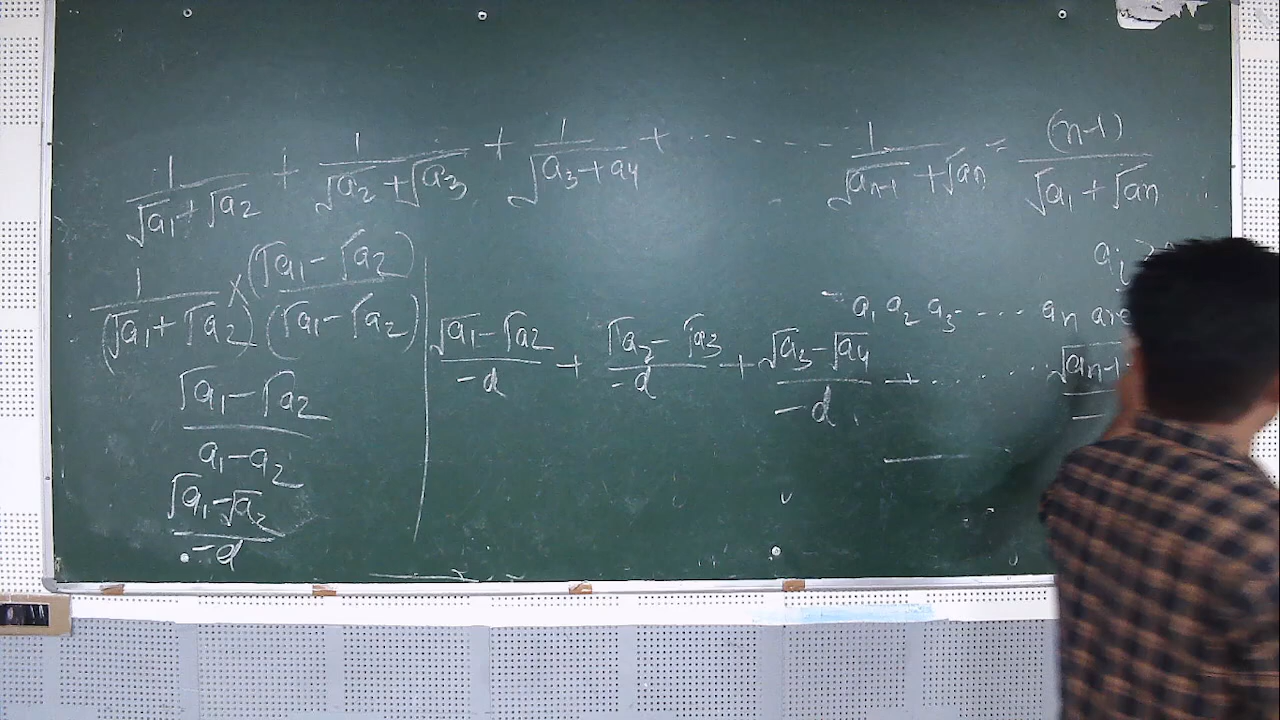 1/(√a₁ + √a₂) + 1/(√a₂ + √a₃) + 1/√(a₃ + a₄) + ........ 1/(√aₙ₋₁ + √aₙ) = (n-1)/(√a₁ + √aₙ)
aᵢ >
a₁ a₂ a₃ .... aₙ are
1/(√a₁ + √a₂) × (√a₁ - √a₂)/(√a₁ - √a₂)
(√a₁ - √a₂)/(a₁ - a₂)
(√a₁ - √a₂)/-d
(√a₁ - √a₂)/-d + (√a₂ - √a₃)/-d + (√a₃ - √a₄)/-d + ........ √aₙ₋₁